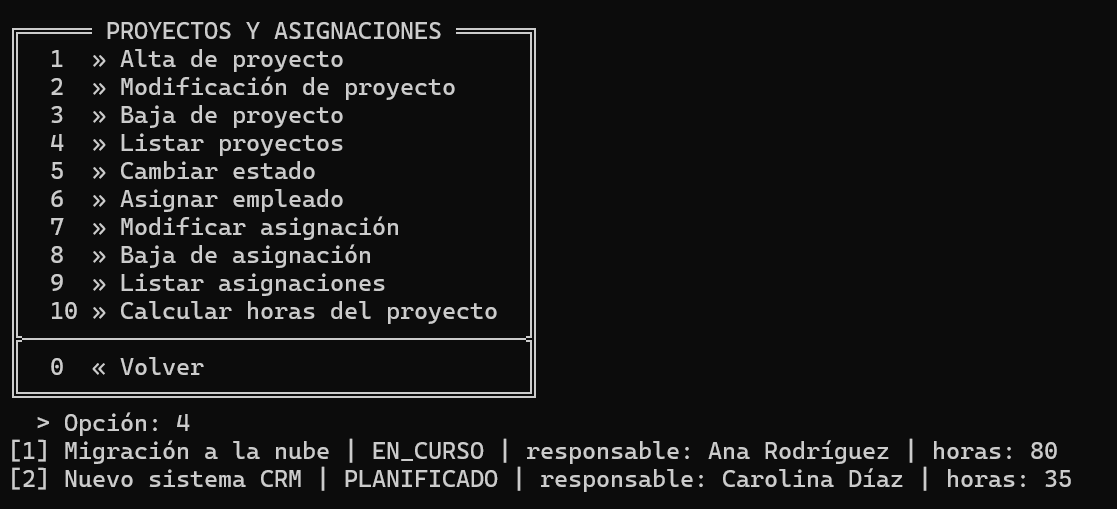 PROYECTOS Y ASIGNACIONES
1 » Alta de proyecto
2 » Modificación de proyecto
3 » Baja de proyecto
4 » Listar proyectos
5 » Cambiar estado
6 » Asignar empleado
7 » Modificar asignación
8 » Baja de asignación
9 » Listar asignaciones
10 » Calcular horas del proyecto
0 « Volver
> Opción: 4
[1] Migración a la nube | EN_CURSO | responsable: Ana Rodríguez | horas: 80
[2] Nuevo sistema CRM | PLANIFICADO | responsable: Carolina Díaz | horas: 35